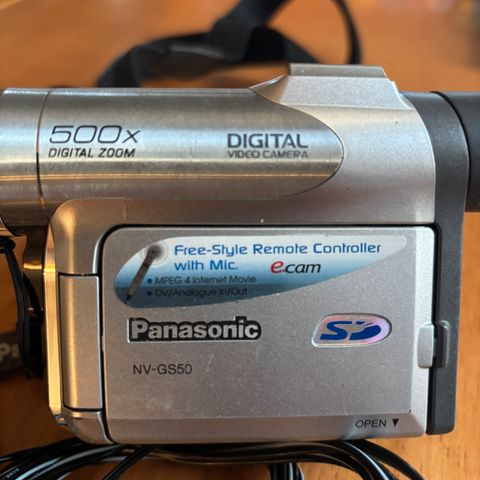 500x
DIGITAL ZOOM
DIGITAL
VIDEO CAMERA
Free-Style Remote Controller
with Mic.
e.cam
• MPEG 4 Internet Movie
• DV/Analogue In/Out
Panasonic
SD
NV-GS50
OPEN ▼